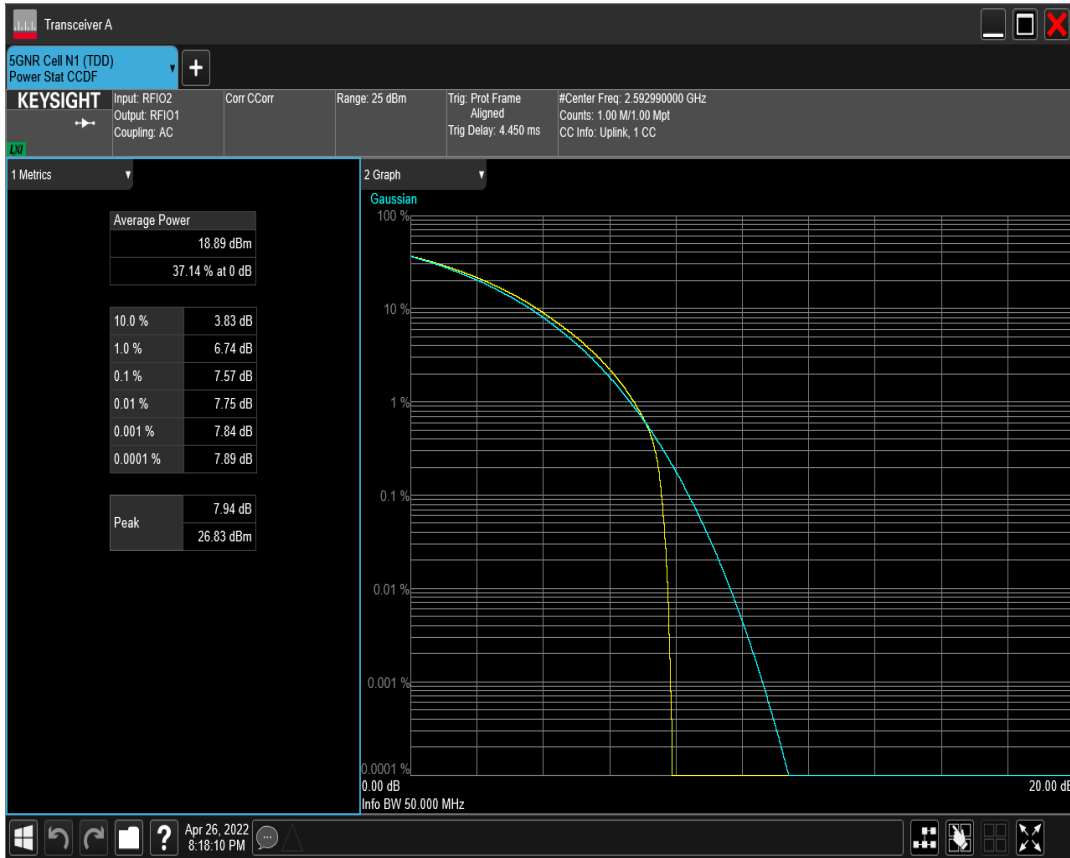 Transceiver A
5GNR Cell N1 (TDD)
Power Stat CCDF
KEYSIGHT
LXI
Input: RFIO2
Output: RFIO1
Coupling: AC
Corr CCorr
Range: 25 dBm
Trig: Prot Frame
Aligned
Trig Delay: 4.450 ms
#Center Freq: 2.592990000 GHz
Counts: 1.00 M/1.00 Mpt
CC Info: Uplink, 1 CC
1 Metrics
Average Power
18.89 dBm
37.14 % at 0 dB
10.0 % 3.83 dB
1.0 % 6.74 dB
0.1 % 7.57 dB
0.01 % 7.75 dB
0.001 % 7.84 dB
0.0001 % 7.89 dB
Peak
7.94 dB
26.83 dBm
2 Graph
Gaussian
100 %
10 %
1 %
0.1 %
0.01 %
0.001 %
0.0001 %
0.00 dB 20.00 dB
Info BW 50.000 MHz
?
Apr 26, 2022
8:18:10 PM